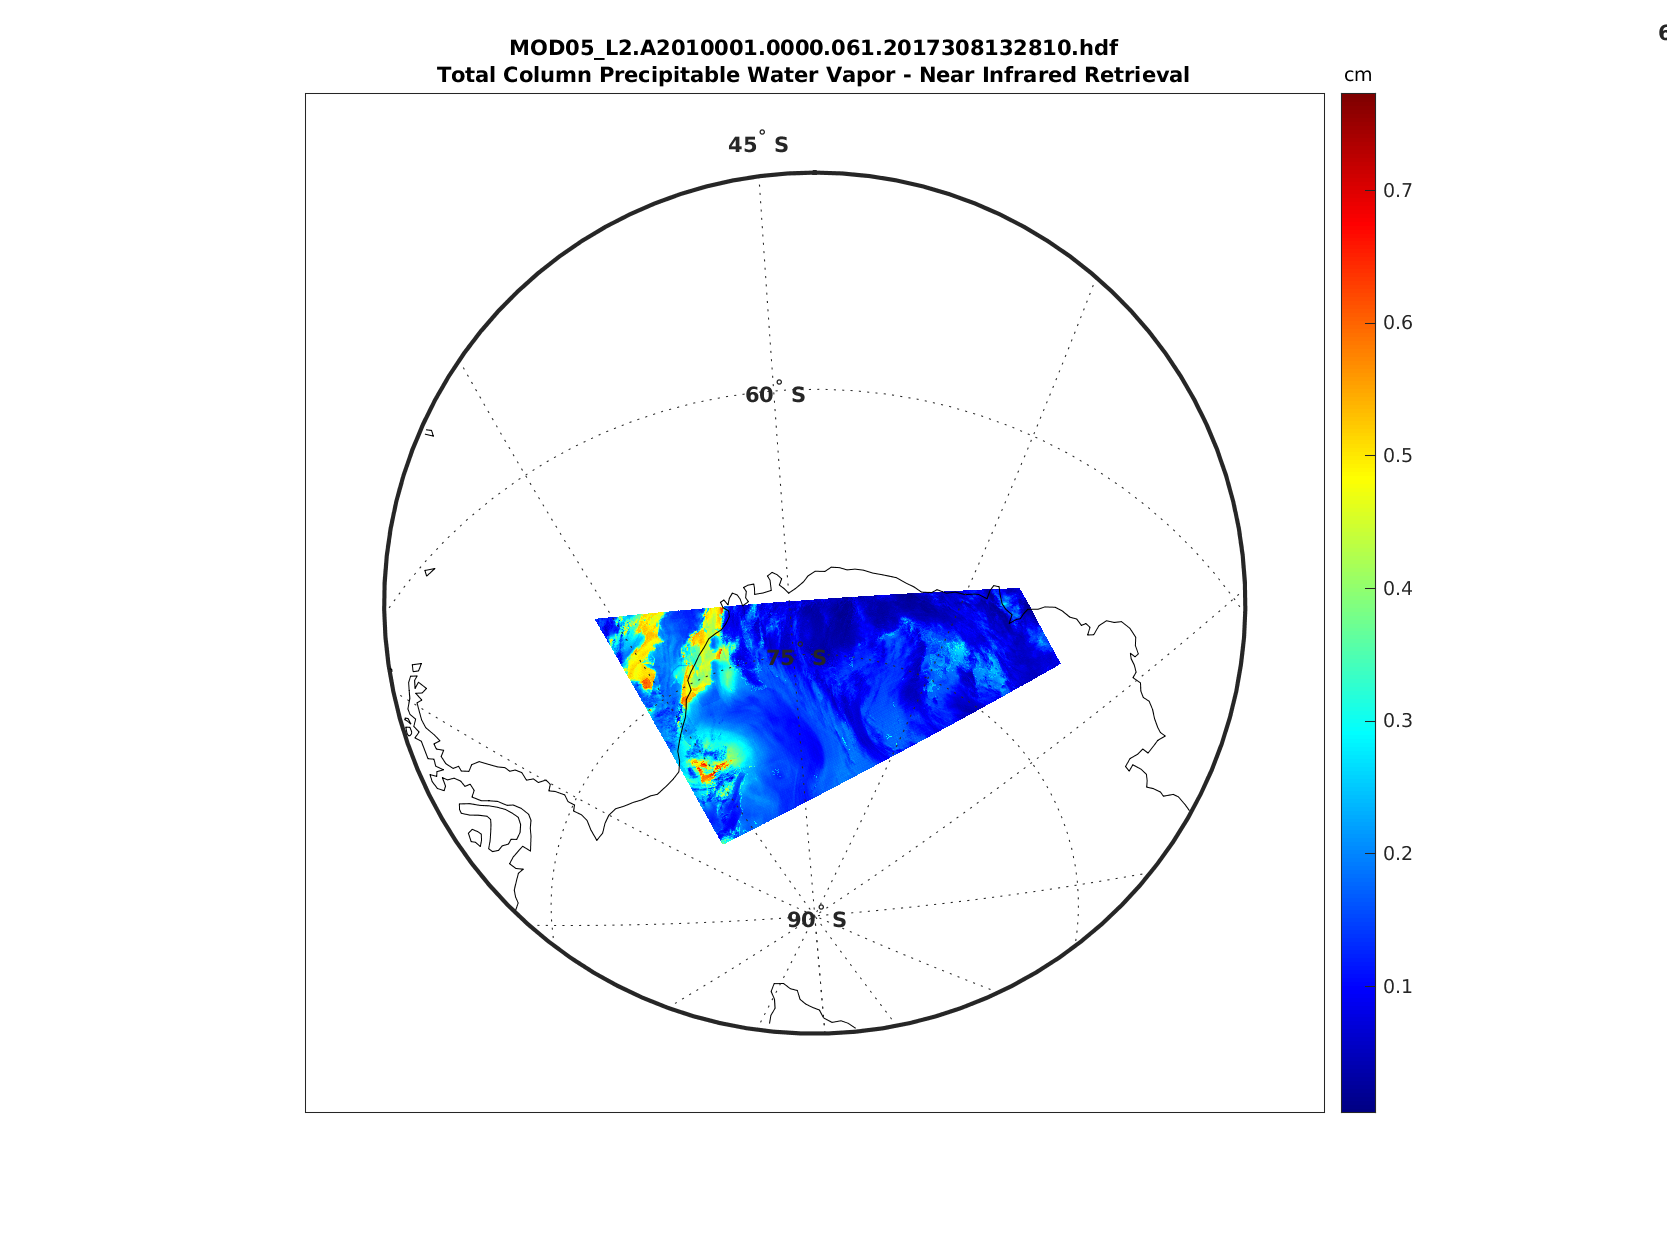 MOD05_L2.A2010001.0000.061.2017308132810.hdf
Total Column Precipitable Water Vapor - Near Infrared Retrieval
cm
45° S
60° S
75° S
90° S
0.7
0.6
0.5
0.4
0.3
0.2
0.1